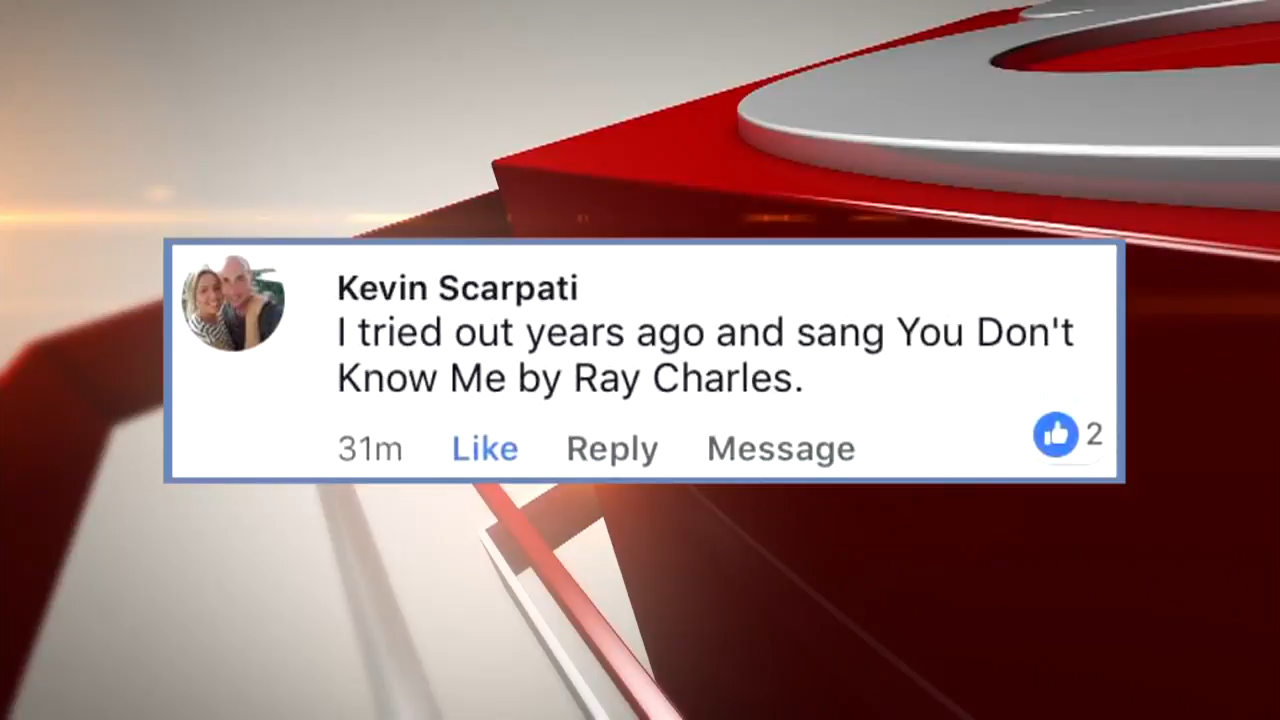 Kevin Scarpati
I tried out years ago and sang You Don't
Know Me by Ray Charles.
31m Like Reply Message 2